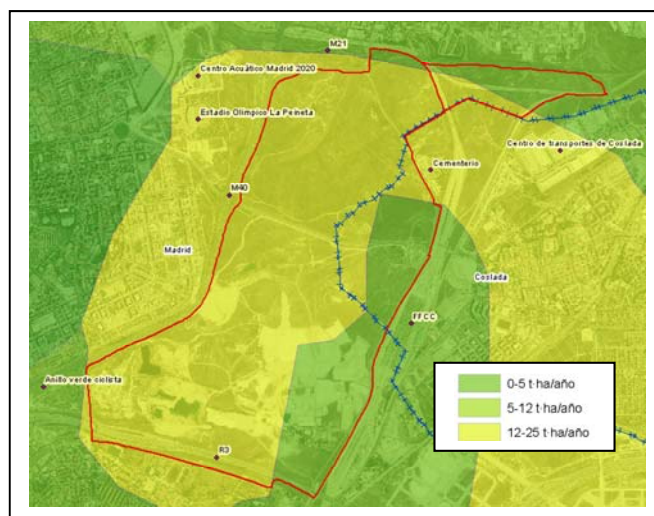 M21
Centro Acuático Madrid 2020
Estadio Olímpico La Peineta
Centro de transportes de Coslada
Cementerio
M40
Madrid
Coslada
FFCC
Anillo verde ciclista
R3
0-5 t·ha/año
5-12 t·ha/año
12-25 t·ha/año